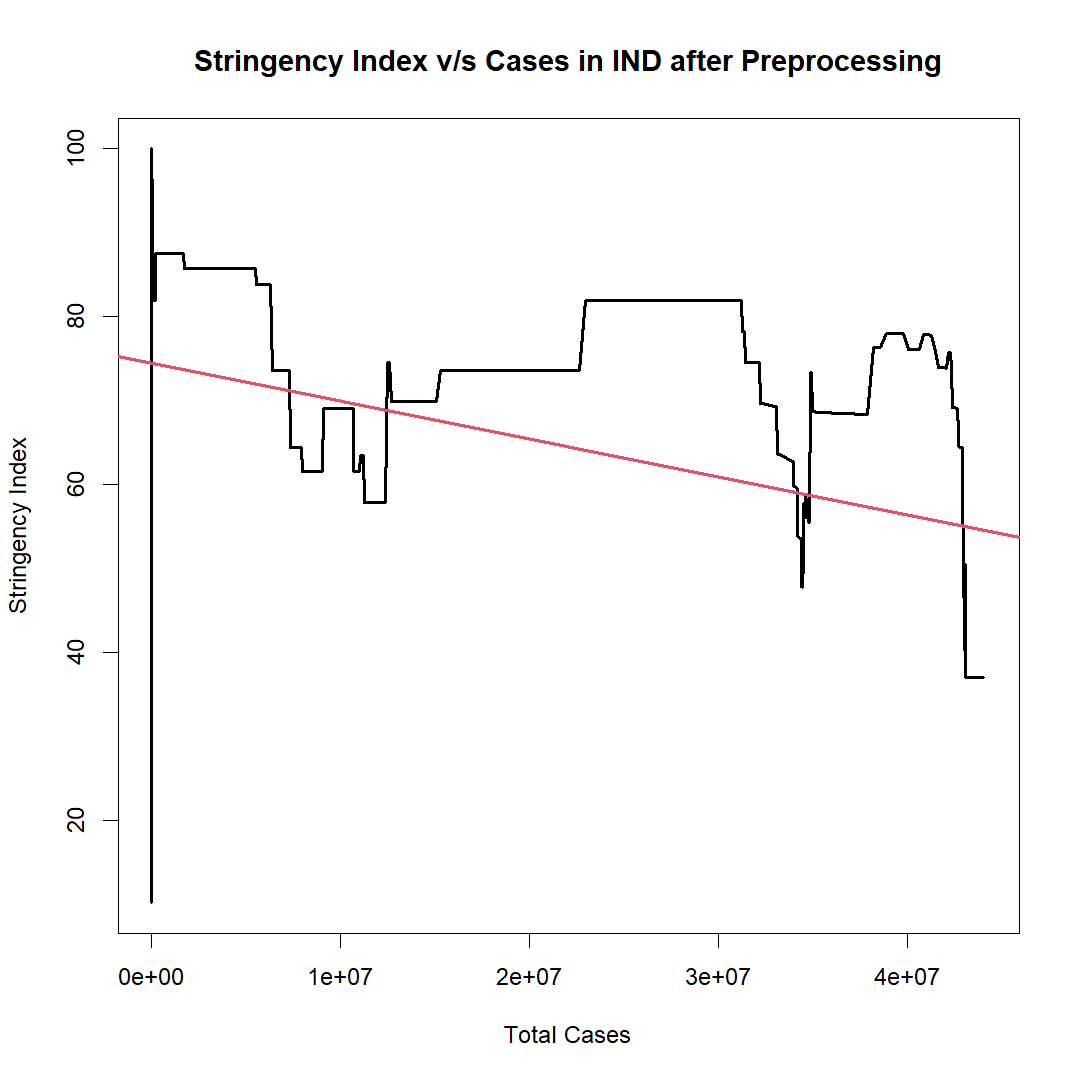 Stringency Index v/s Cases in IND after Preprocessing
100
80
60
40
20
Stringency Index
0e+00 1e+07 2e+07 3e+07 4e+07
Total Cases